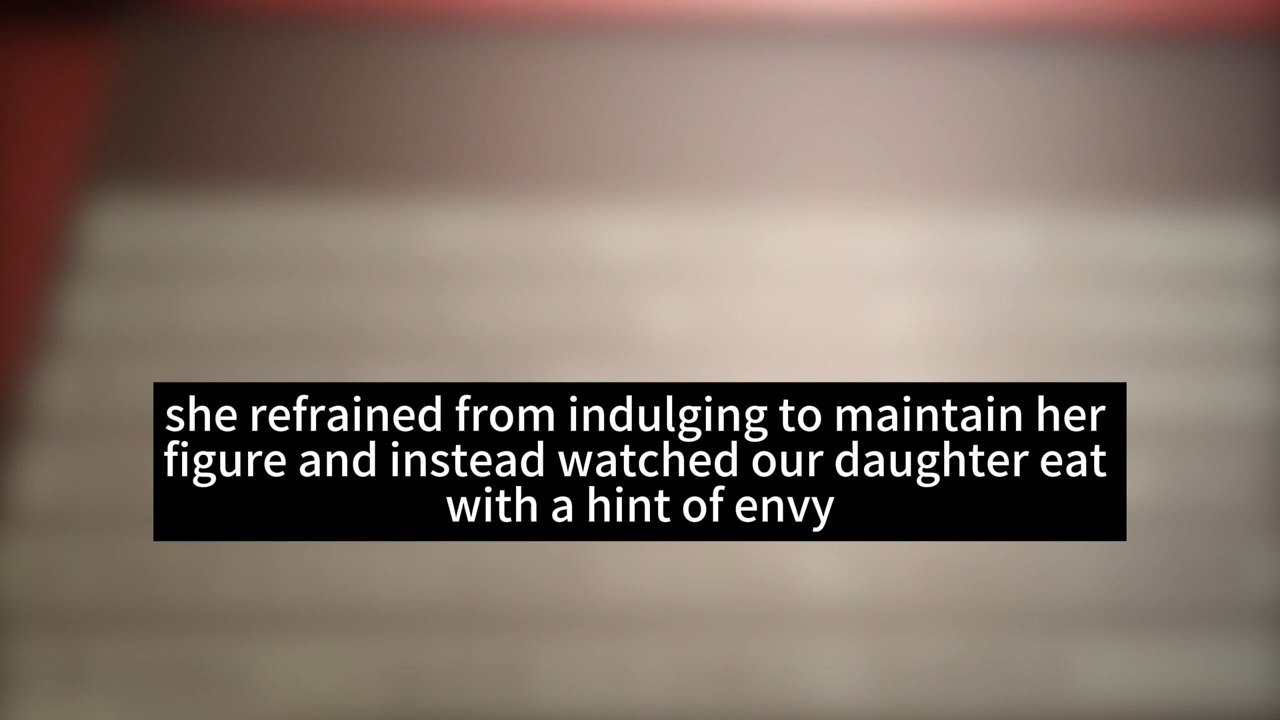 she refrained from indulging to maintain her
figure and instead watched our daughter eat
with a hint of envy